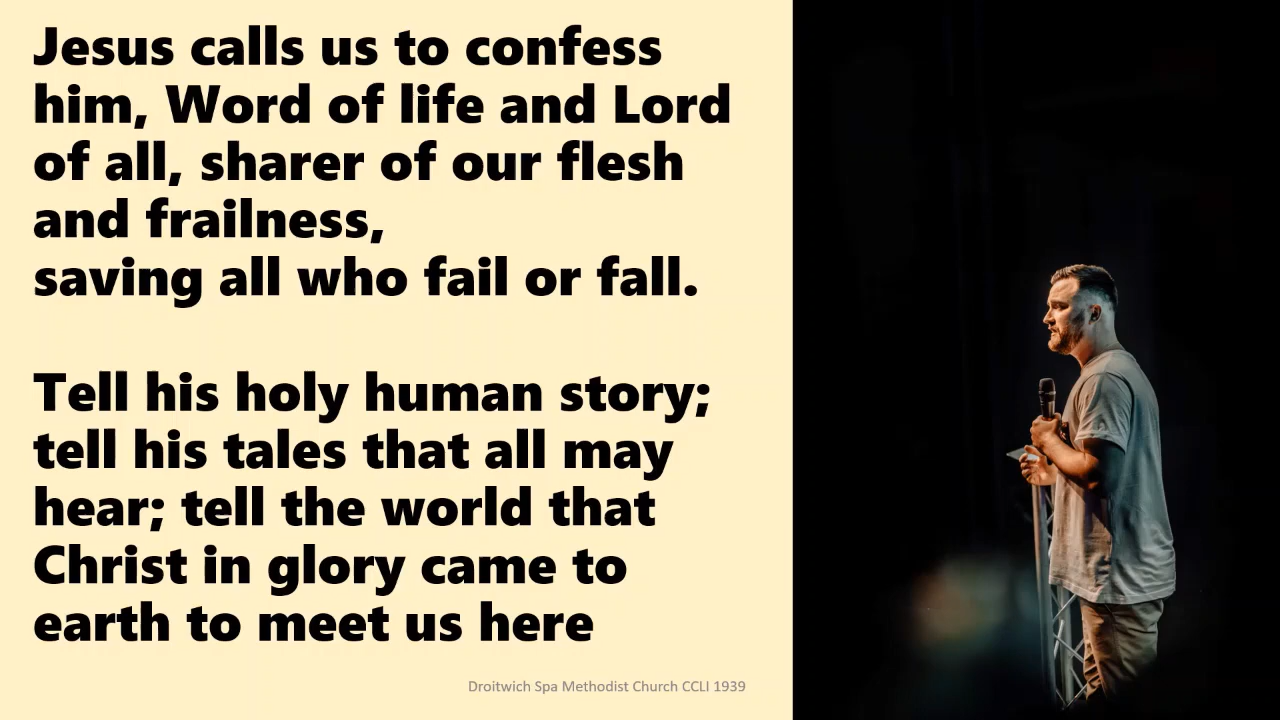 Jesus calls us to confess
him, Word of life and Lord
of all, sharer of our flesh
and frailness,
saving all who fail or fall.
Tell his holy human story;
tell his tales that all may
hear; tell the world that
Christ in glory came to
earth to meet us here
Droitwich Spa Methodist Church CCLI 1939